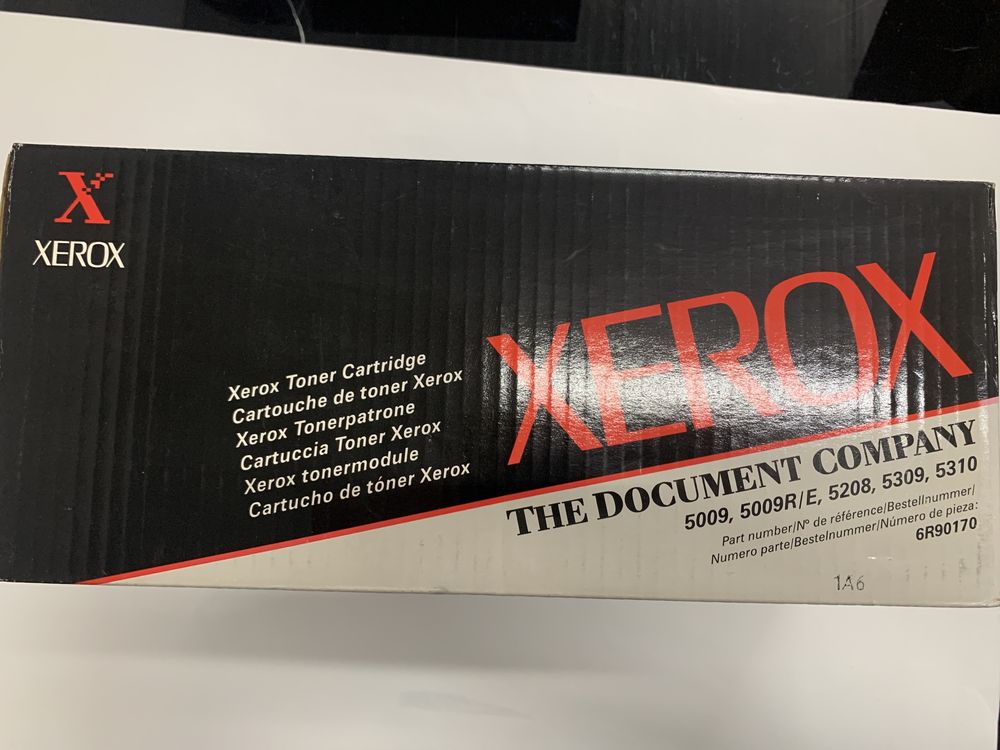 X
XEROX
Xerox Toner Cartridge
Cartouche de toner Xerox
Xerox Tonerpatrone
Cartuccia Toner Xerox
Xerox tonermodule
Cartucho de tóner Xerox
XEROX
THE DOCUMENT COMPANY
5009, 5009R/E, 5208, 5309, 5310
Part number/Nº de référence/Bestellnummer/
Numero parte/Bestelnummer/Número de pieza:
6R90170
1A6